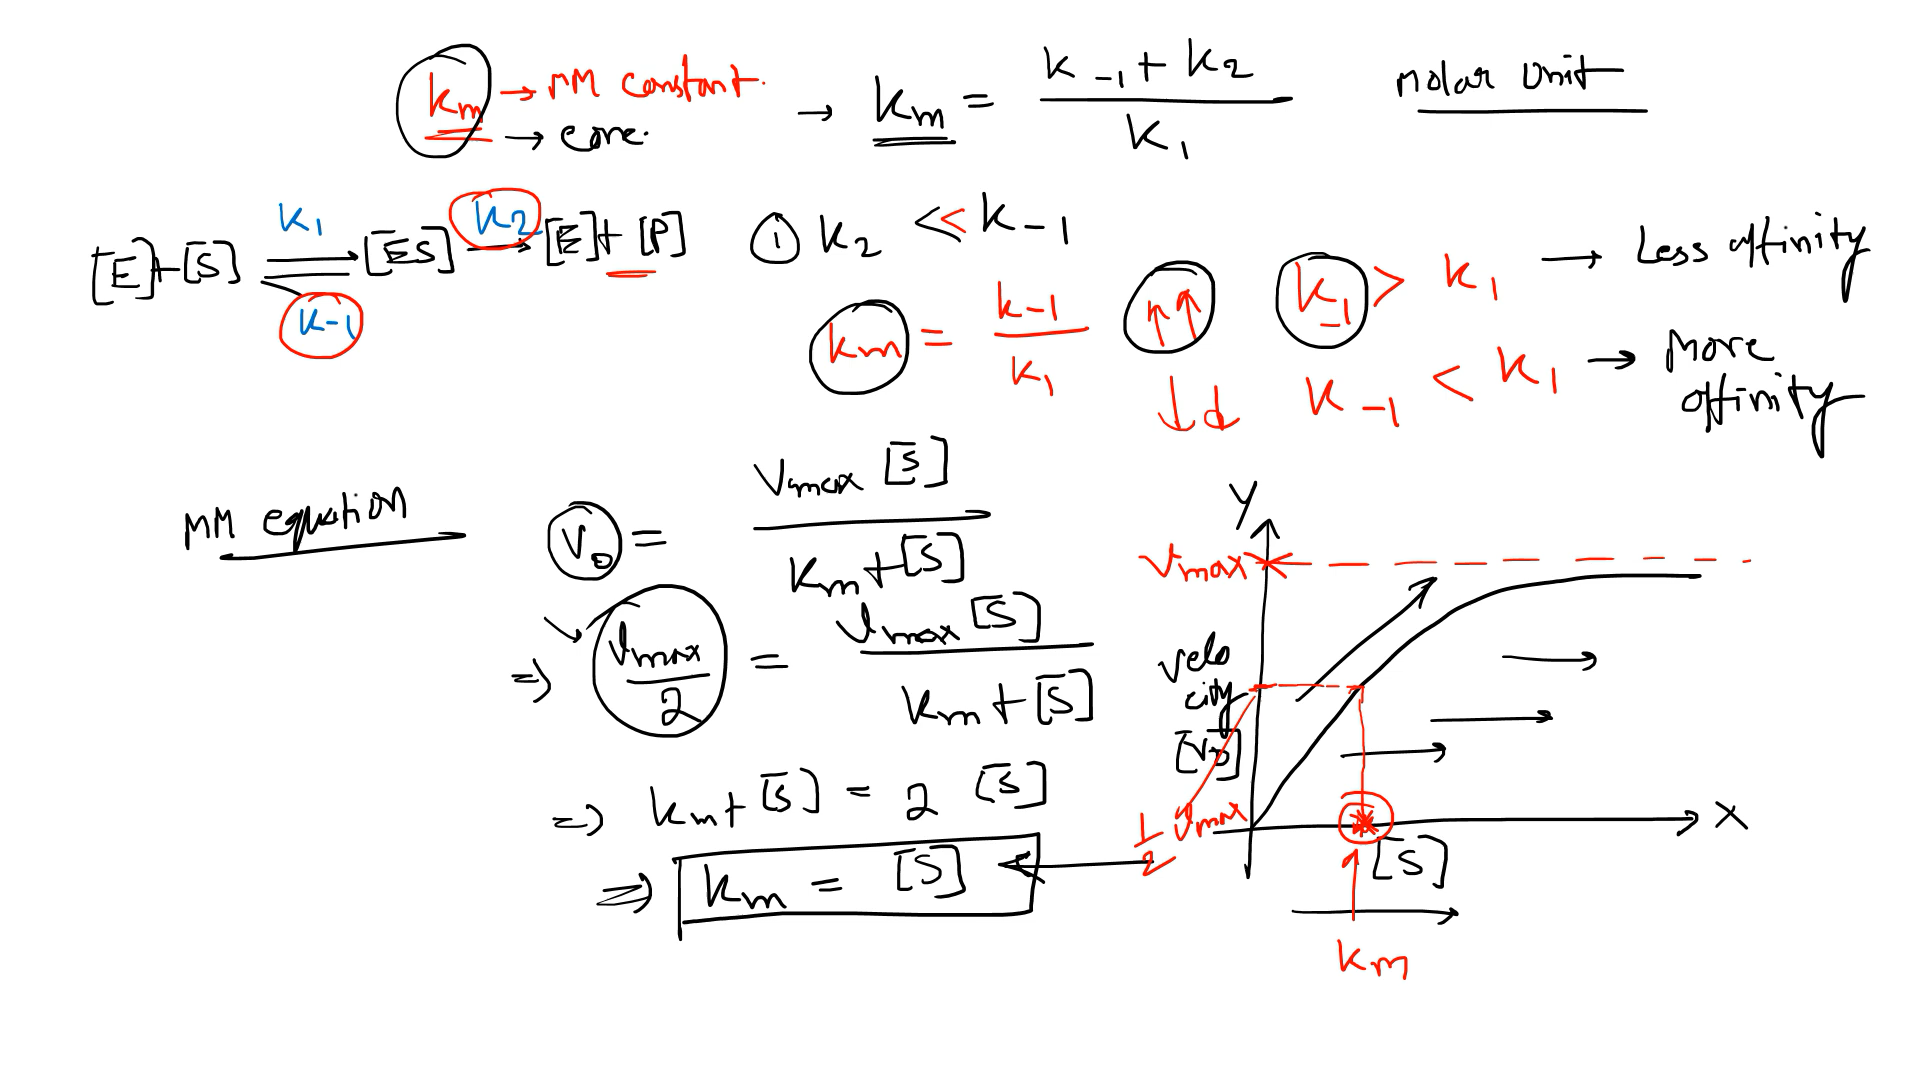 km → MM constant.
→ conc.
→ km = k-1 + k2 / k1
Molar unit
[E]+[S] k1 ⇌ k-1 [ES] k2 → [E]+[P]
① k2 << k-1
km = k-1 / k1
↑↑ k-1 > k1 → Less affinity
↓↓ k-1 < k1 → More affinity
MM equation
V0 = Vmax [S] / km+[S]
⇒ Vmax / 2 = Vmax [S] / km+[S]
⇒ km+[S] = 2 [S]
⇒ km = [S]
Y
Vmax
Velo
city
[V0]
1/2 Vmax
X
[S]
km